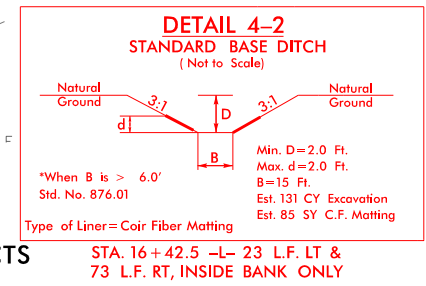 DETAIL 4–2
STANDARD BASE DITCH
( Not to Scale)
Natural
Ground
3:1
D
3:1
Natural
Ground
d
B
Min. D=2.0 Ft.
Max. d=2.0 Ft.
*When B is > 6.0'
B=15 Ft.
Std. No. 876.01
Est. 131 CY Excavation
Est. 85 SY C.F. Matting
Type of Liner=Coir Fiber Matting
CTS
STA. 16+42.5 –L– 23 L.F. LT &
73 L.F. RT, INSIDE BANK ONLY